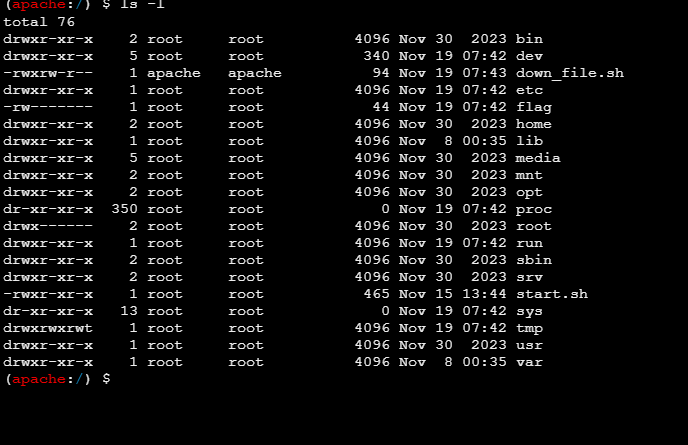 (apache:/) $ ls -l
total 76
drwxr-xr-x    2 root     root          4096 Nov 30  2023 bin
drwxr-xr-x    5 root     root           340 Nov 19 07:42 dev
-rwxrw-r--    1 apache   apache          94 Nov 19 07:43 down_file.sh
drwxr-xr-x    1 root     root          4096 Nov 19 07:42 etc
-rw-------    1 root     root            44 Nov 19 07:42 flag
drwxr-xr-x    2 root     root          4096 Nov 30  2023 home
drwxr-xr-x    1 root     root          4096 Nov  8 00:35 lib
drwxr-xr-x    5 root     root          4096 Nov 30  2023 media
drwxr-xr-x    2 root     root          4096 Nov 30  2023 mnt
drwxr-xr-x    2 root     root          4096 Nov 30  2023 opt
dr-xr-xr-x  350 root     root             0 Nov 19 07:42 proc
drwx------    2 root     root          4096 Nov 30  2023 root
drwxr-xr-x    1 root     root          4096 Nov 19 07:42 run
drwxr-xr-x    2 root     root          4096 Nov 30  2023 sbin
drwxr-xr-x    2 root     root          4096 Nov 30  2023 srv
-rwxr-xr-x    1 root     root           465 Nov 15 13:44 start.sh
dr-xr-xr-x   13 root     root             0 Nov 19 07:42 sys
drwxrwxrwt    1 root     root          4096 Nov 19 07:42 tmp
drwxr-xr-x    1 root     root          4096 Nov 30  2023 usr
drwxr-xr-x    1 root     root          4096 Nov  8 00:35 var
(apache:/) $